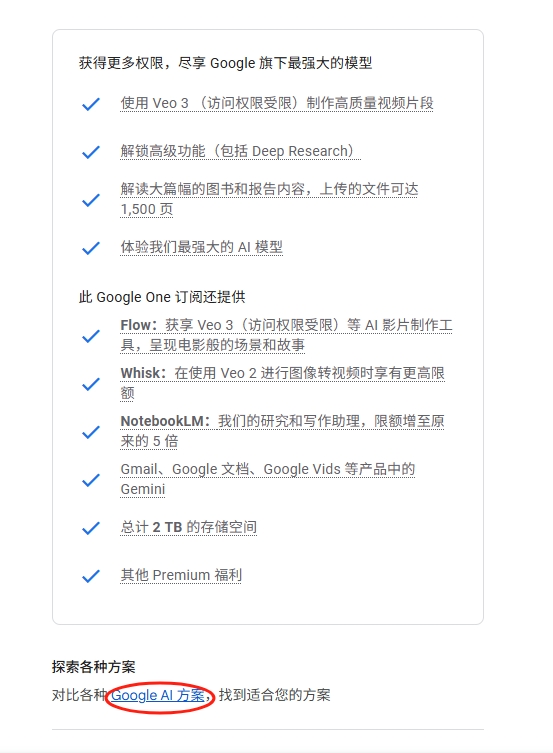 获得更多权限，尽享 Google 旗下最强大的模型
使用 Veo 3 （访问权限受限）制作高质量视频片段
解锁高级功能（包括 Deep Research）
解读大篇幅的图书和报告内容，上传的文件可达
1,500 页
体验我们最强大的 AI 模型
此 Google One 订阅还提供
Flow：获享 Veo 3（访问权限受限）等 AI 影片制作工
具，呈现电影般的场景和故事
Whisk：在使用 Veo 2 进行图像转视频时享有更高限
额
NotebookLM：我们的研究和写作助理，限额增至原
来的 5 倍
Gmail、Google 文档、Google Vids 等产品中的
Gemini
总计 2 TB 的存储空间
其他 Premium 福利
探索各种方案
对比各种 Google AI 方案，找到适合您的方案